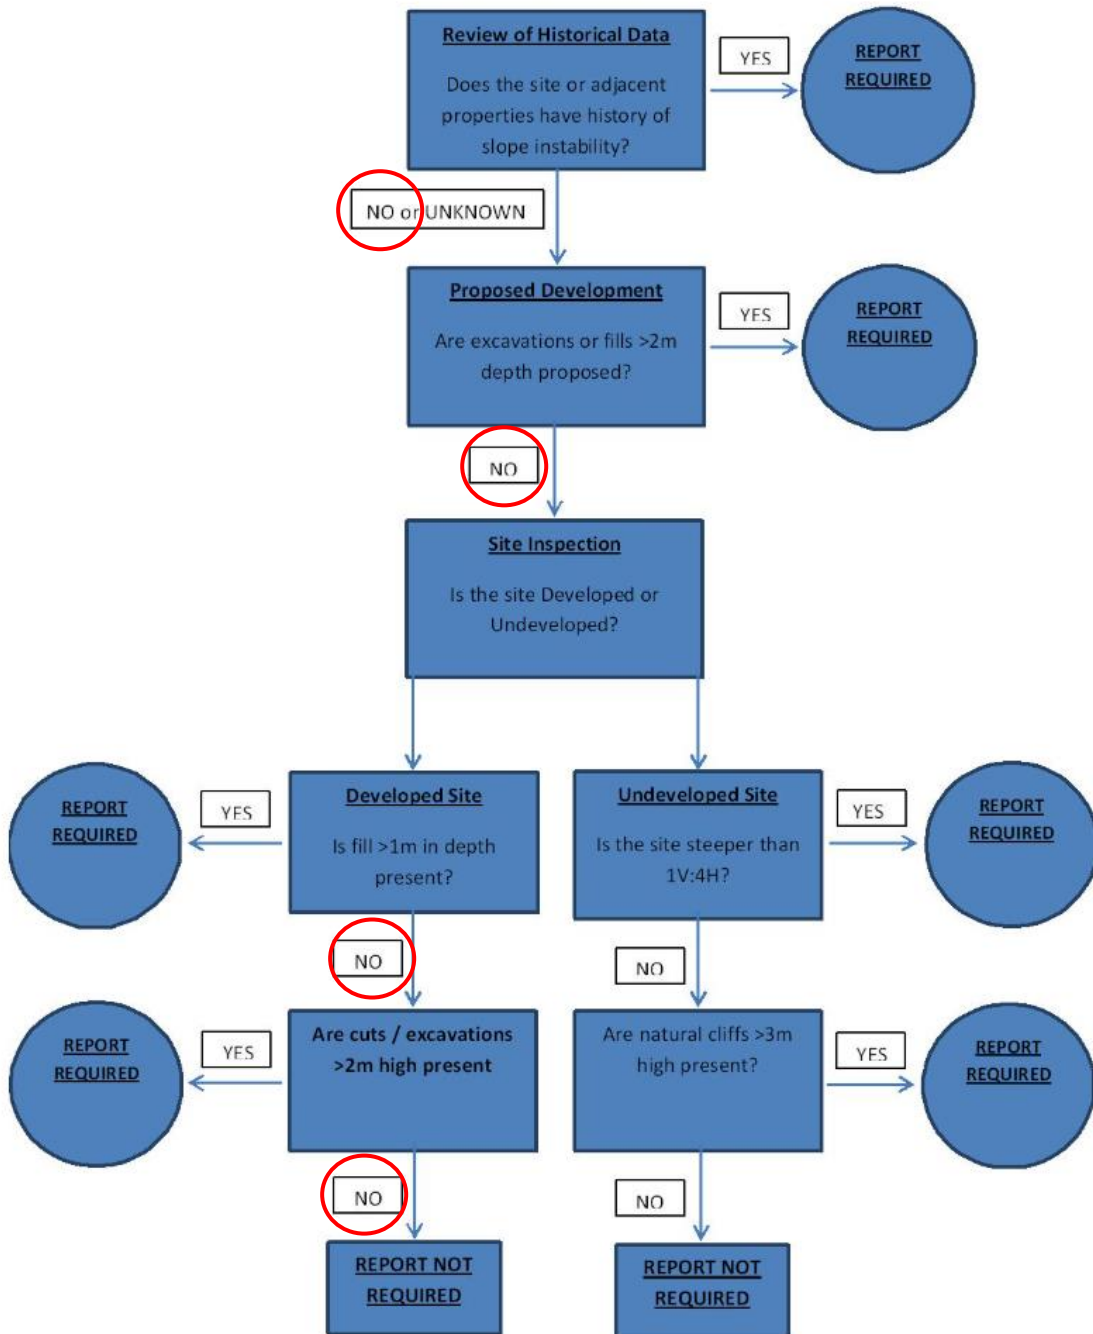 Review of Historical Data
Does the site or adjacent
properties have history of
slope instability?
YES
REPORT
REQUIRED
NO or UNKNOWN
Proposed Development
Are excavations or fills >2m
depth proposed?
YES
REPORT
REQUIRED
NO
Site Inspection
Is the site Developed or
Undeveloped?
REPORT
REQUIRED
YES
Developed Site
Is fill >1m in depth
present?
Undeveloped Site
Is the site steeper than
1V:4H?
YES
REPORT
REQUIRED
NO
NO
REPORT
REQUIRED
YES
Are cuts / excavations
>2m high present
Are natural cliffs >3m
high present?
YES
REPORT
REQUIRED
NO
NO
REPORT NOT
REQUIRED
REPORT NOT
REQUIRED